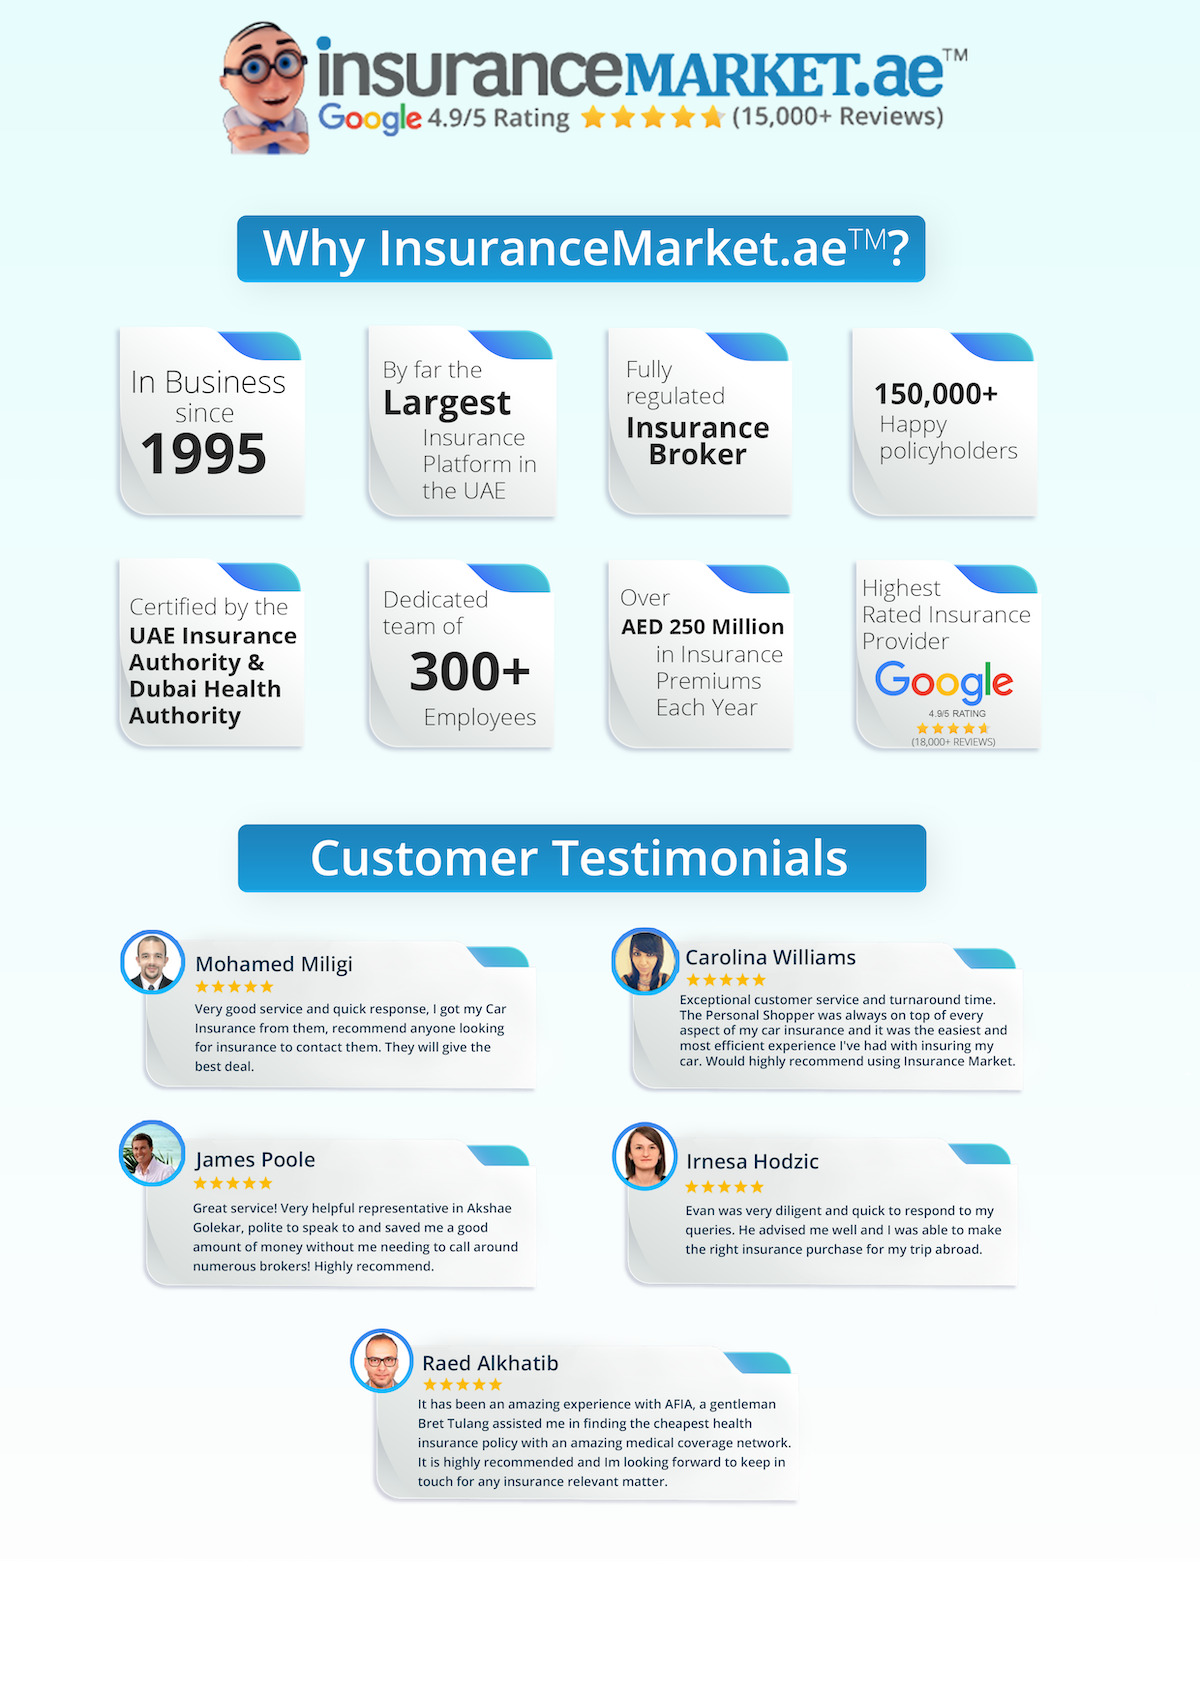 insuranceMARKET.ae™
Google 4.9/5 Rating (15,000+ Reviews)
Why InsuranceMarket.ae™?
In Business
since
1995
By far the
Largest
Insurance
Platform in
the UAE
Fully
regulated
Insurance
Broker
150,000+
Happy
policyholders
Certified by the
UAE Insurance
Authority &
Dubai Health
Authority
Dedicated
team of
300+
Employees
Over
AED 250 Million
in Insurance
Premiums
Each Year
Highest
Rated Insurance
Provider
Google
4.9/5 RATING
(18,000+ REVIEWS)
Customer Testimonials
Mohamed Miligi
Very good service and quick response, I got my Car
Insurance from them, recommend anyone looking
for insurance to contact them. They will give the
best deal.
Carolina Williams
Exceptional customer service and turnaround time.
The Personal Shopper was always on top of every
aspect of my car insurance and it was the easiest and
most efficient experience I've had with insuring my
car. Would highly recommend using Insurance Market.
James Poole
Great service! Very helpful representative in Akshae
Golekar, polite to speak to and saved me a good
amount of money without me needing to call around
numerous brokers! Highly recommend.
Irnesa Hodzic
Evan was very diligent and quick to respond to my
queries. He advised me well and I was able to make
the right insurance purchase for my trip abroad.
Raed Alkhatib
It has been an amazing experience with AFIA, a gentleman
Bret Tulang assisted me in finding the cheapest health
insurance policy with an amazing medical coverage network.
It is highly recommended and Im looking forward to keep in
touch for any insurance relevant matter.